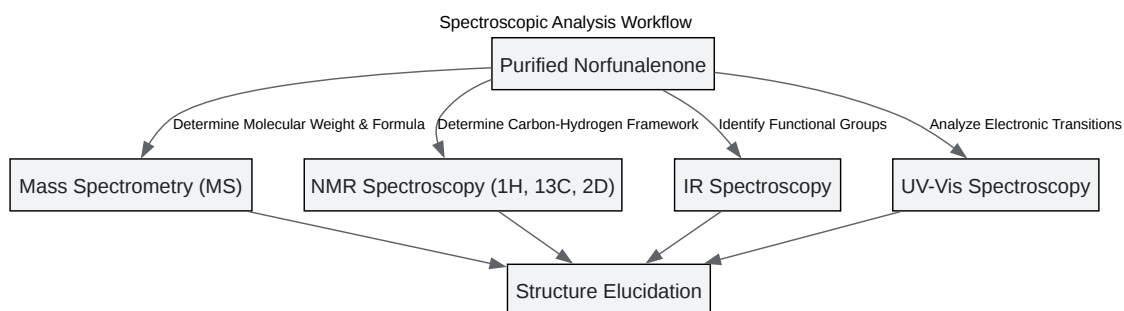 Spectroscopic Analysis Workflow
Purified Norfunalenone
Determine Molecular Weight & Formula
Determine Carbon-Hydrogen Framework
Identify Functional Groups
Analyze Electronic Transitions
Mass Spectrometry (MS)
NMR Spectroscopy (1H, 13C, 2D)
IR Spectroscopy
UV-Vis Spectroscopy
Structure Elucidation